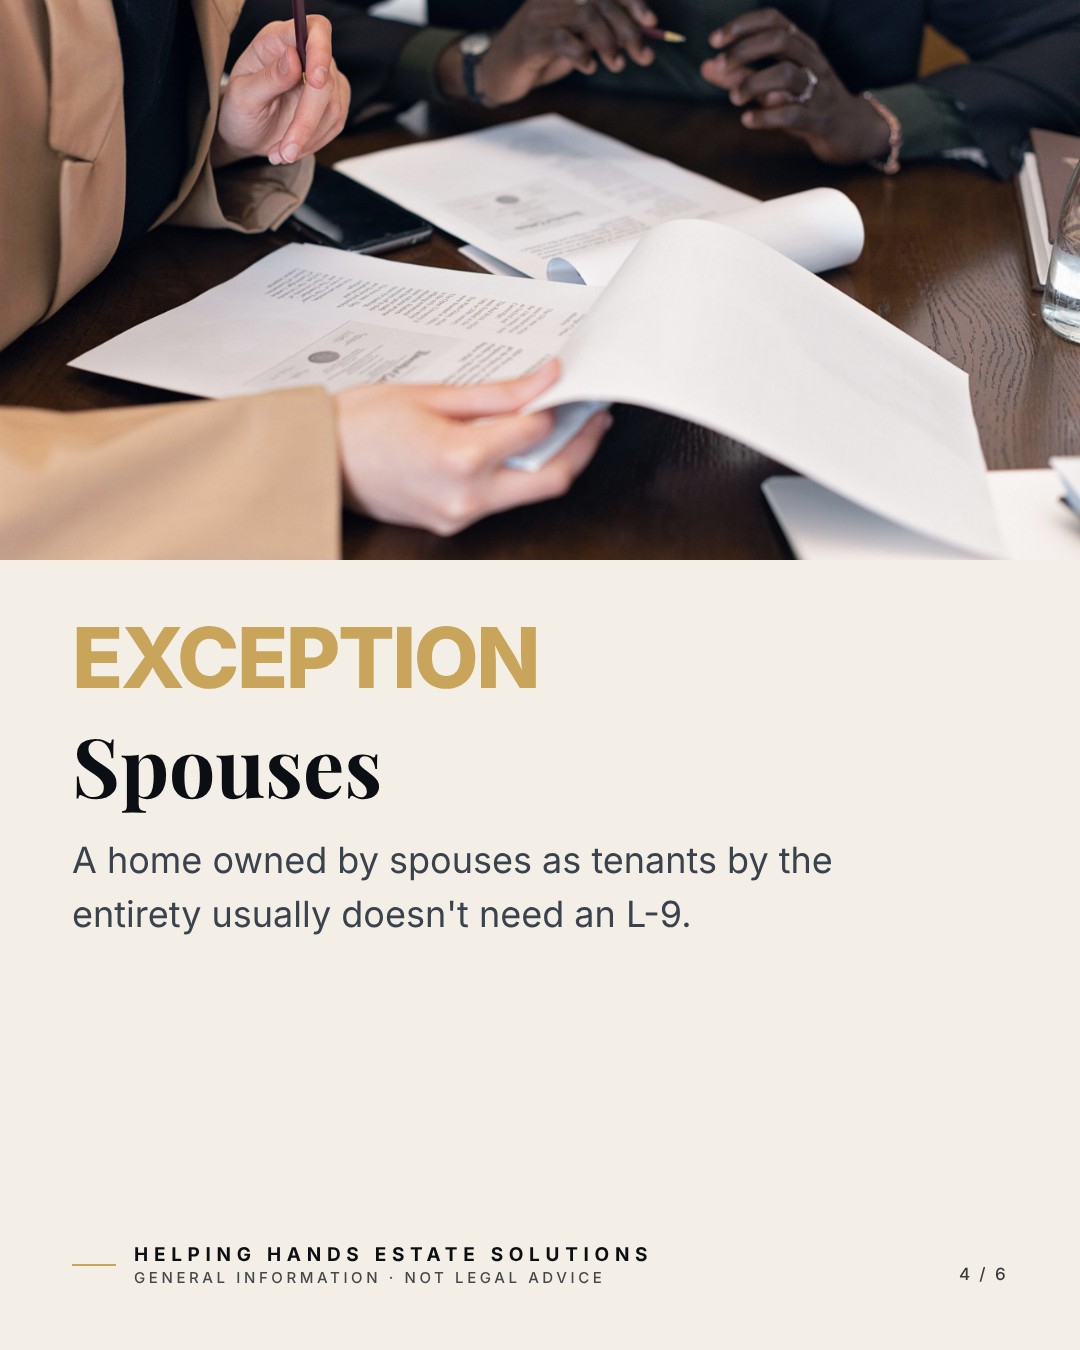 EXCEPTION
Spouses
A home owned by spouses as tenants by the
entirety usually doesn't need an L-9.
HELPING HANDS ESTATE SOLUTIONS
GENERAL INFORMATION · NOT LEGAL ADVICE
4 / 6